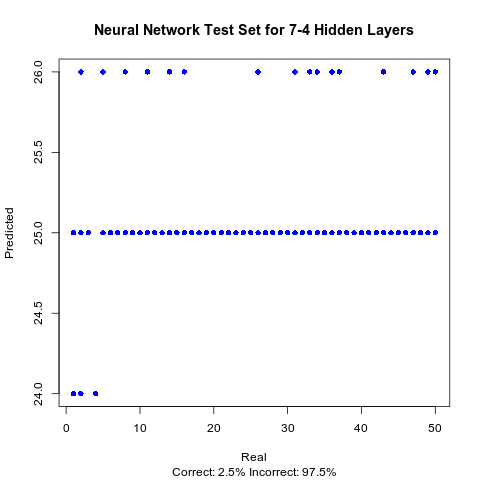 Neural Network Test Set for 7-4 Hidden Layers
26.0
25.5
25.0
24.5
24.0
Predicted
0 10 20 30 40 50
Real
Correct: 2.5% Incorrect: 97.5%